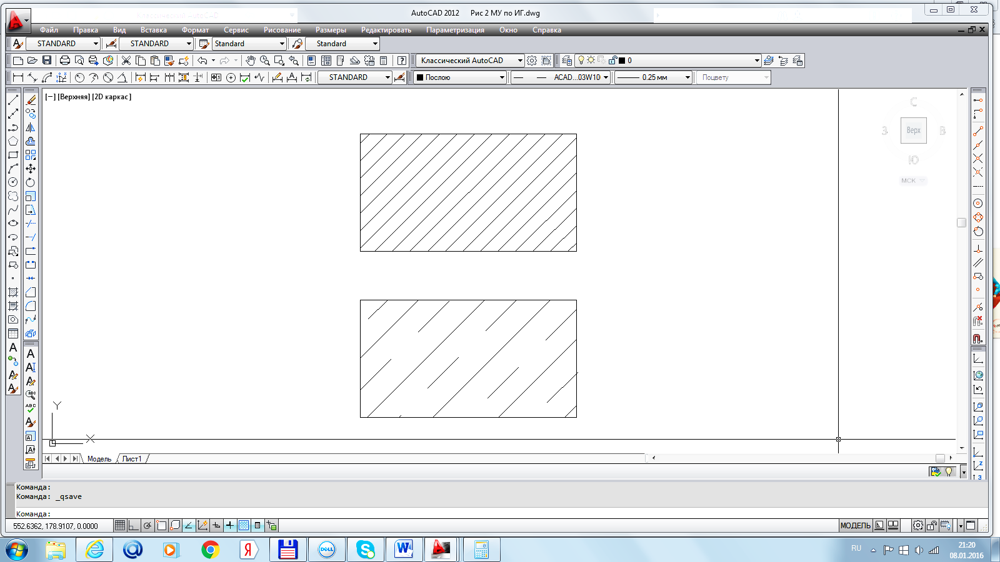 AutoCAD 2012 Рис 2 МУ по ИГ.dwg
Файл Правка Вид Вставка Формат Сервис Рисование Размеры Редактировать Параметризация Окно Справка
STANDARD STANDARD Standard Standard
Классический AutoCAD 0
STANDARD Послою ACAD...03W10 0.25 мм Поцвету
[−] [Верхняя] [2D каркас]
С
З Верх В
Ю
МСК
Y
X
Модель Лист1
Команда:
Команда: _qsave
Команда:
552.6362, 178.9107, 0.0000 МОДЕЛЬ
RU 21:20
08.01.2016